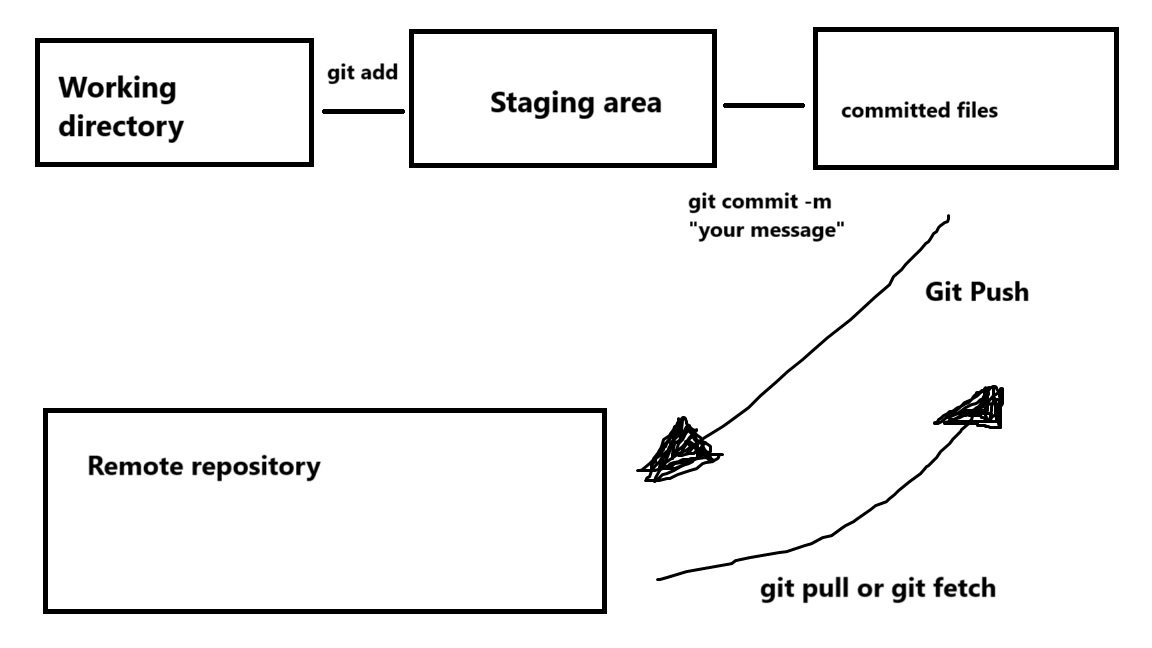 Working
directory
git add
Staging area
committed files
git commit -m
"your message"
Git Push
Remote repository
git pull or git fetch